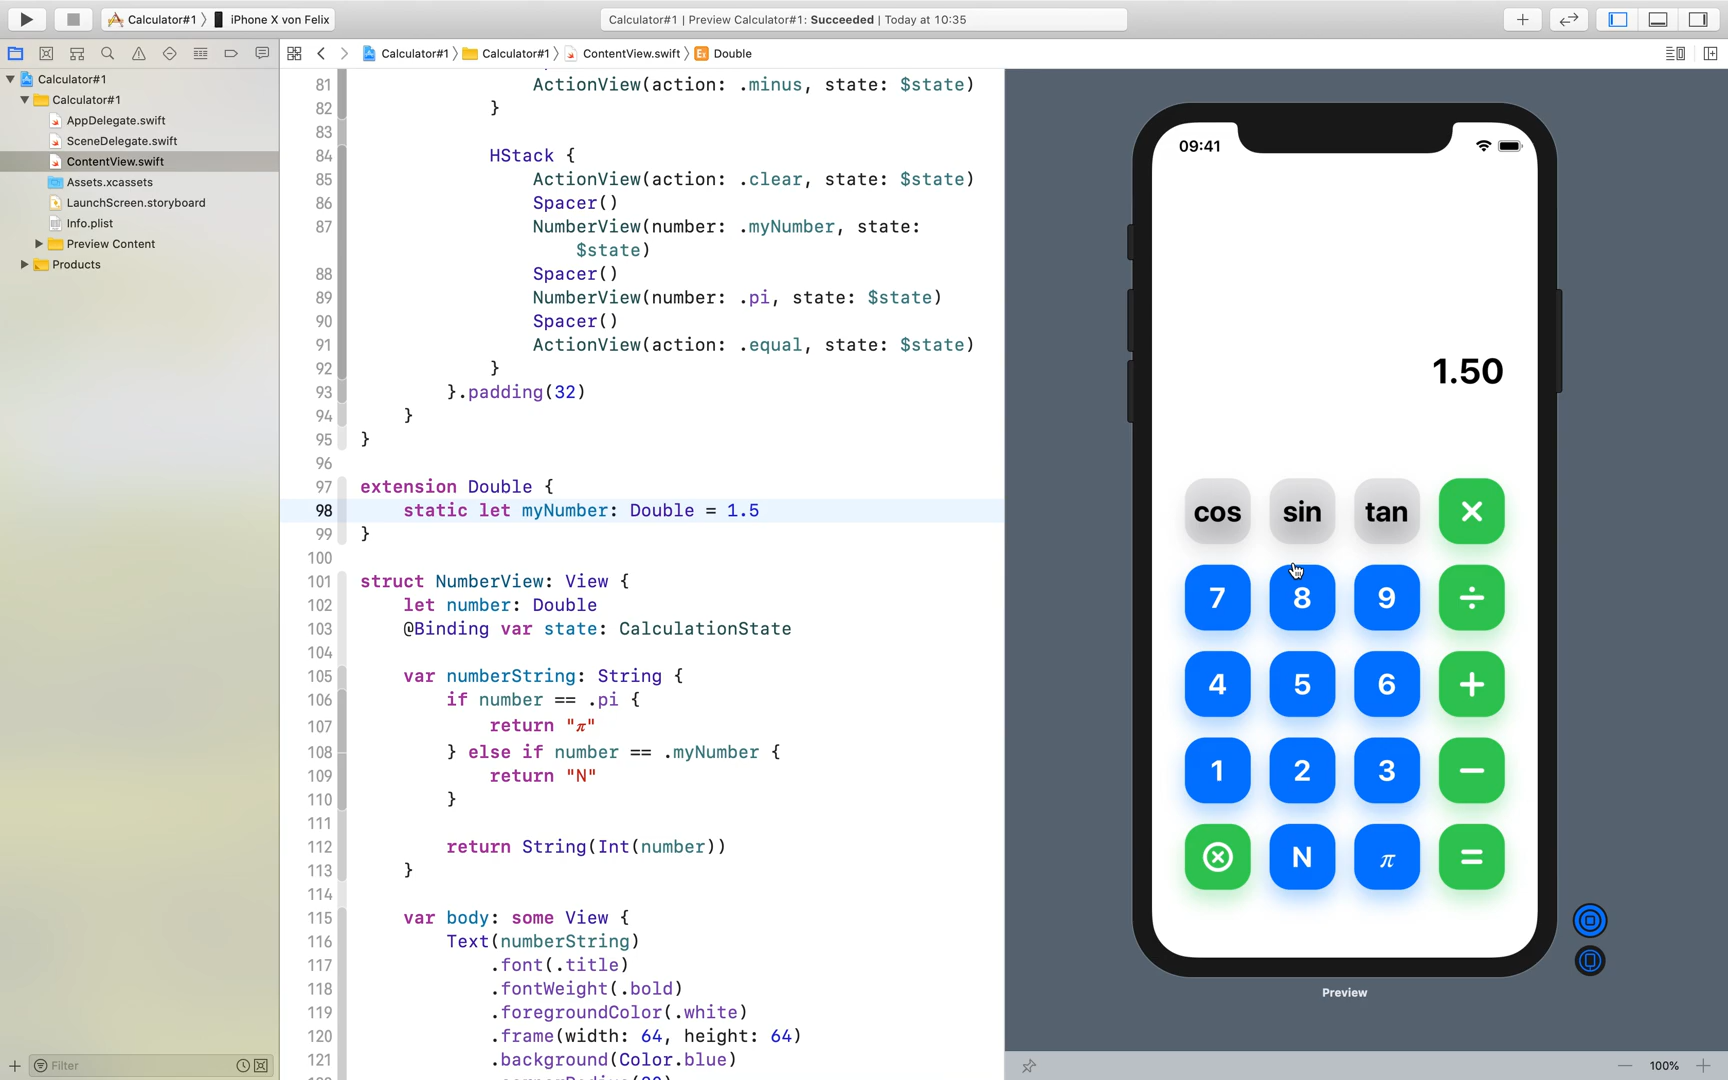 Calculator#1 〉 iPhone X von Felix
Calculator#1 | Preview Calculator#1: Succeeded | Today at 10:35
Calculator#1 〉 Calculator#1 〉 ContentView.swift 〉 Ex Double
Calculator#1
Calculator#1
AppDelegate.swift
SceneDelegate.swift
ContentView.swift
Assets.xcassets
LaunchScreen.storyboard
Info.plist
Preview Content
Products
Filter
81 ActionView(action: .minus, state: $state)
82 }
83
84 HStack {
85 ActionView(action: .clear, state: $state)
86 Spacer()
87 NumberView(number: .myNumber, state:
$state)
88 Spacer()
89 NumberView(number: .pi, state: $state)
90 Spacer()
91 ActionView(action: .equal, state: $state)
92 }
93 }.padding(32)
94 }
95 }
96
97 extension Double {
98 static let myNumber: Double = 1.5
99 }
100
101 struct NumberView: View {
102 let number: Double
103 @Binding var state: CalculationState
104
105 var numberString: String {
106 if number == .pi {
107 return "π"
108 } else if number == .myNumber {
109 return "N"
110 }
111
112 return String(Int(number))
113 }
114
115 var body: some View {
116 Text(numberString)
117 .font(.title)
118 .fontWeight(.bold)
119 .foregroundColor(.white)
120 .frame(width: 64, height: 64)
121 .background(Color.blue)
09:41
1.50
cos sin tan ×
7 8 9 ÷
4 5 6 +
1 2 3 −
N π =
Preview
100%